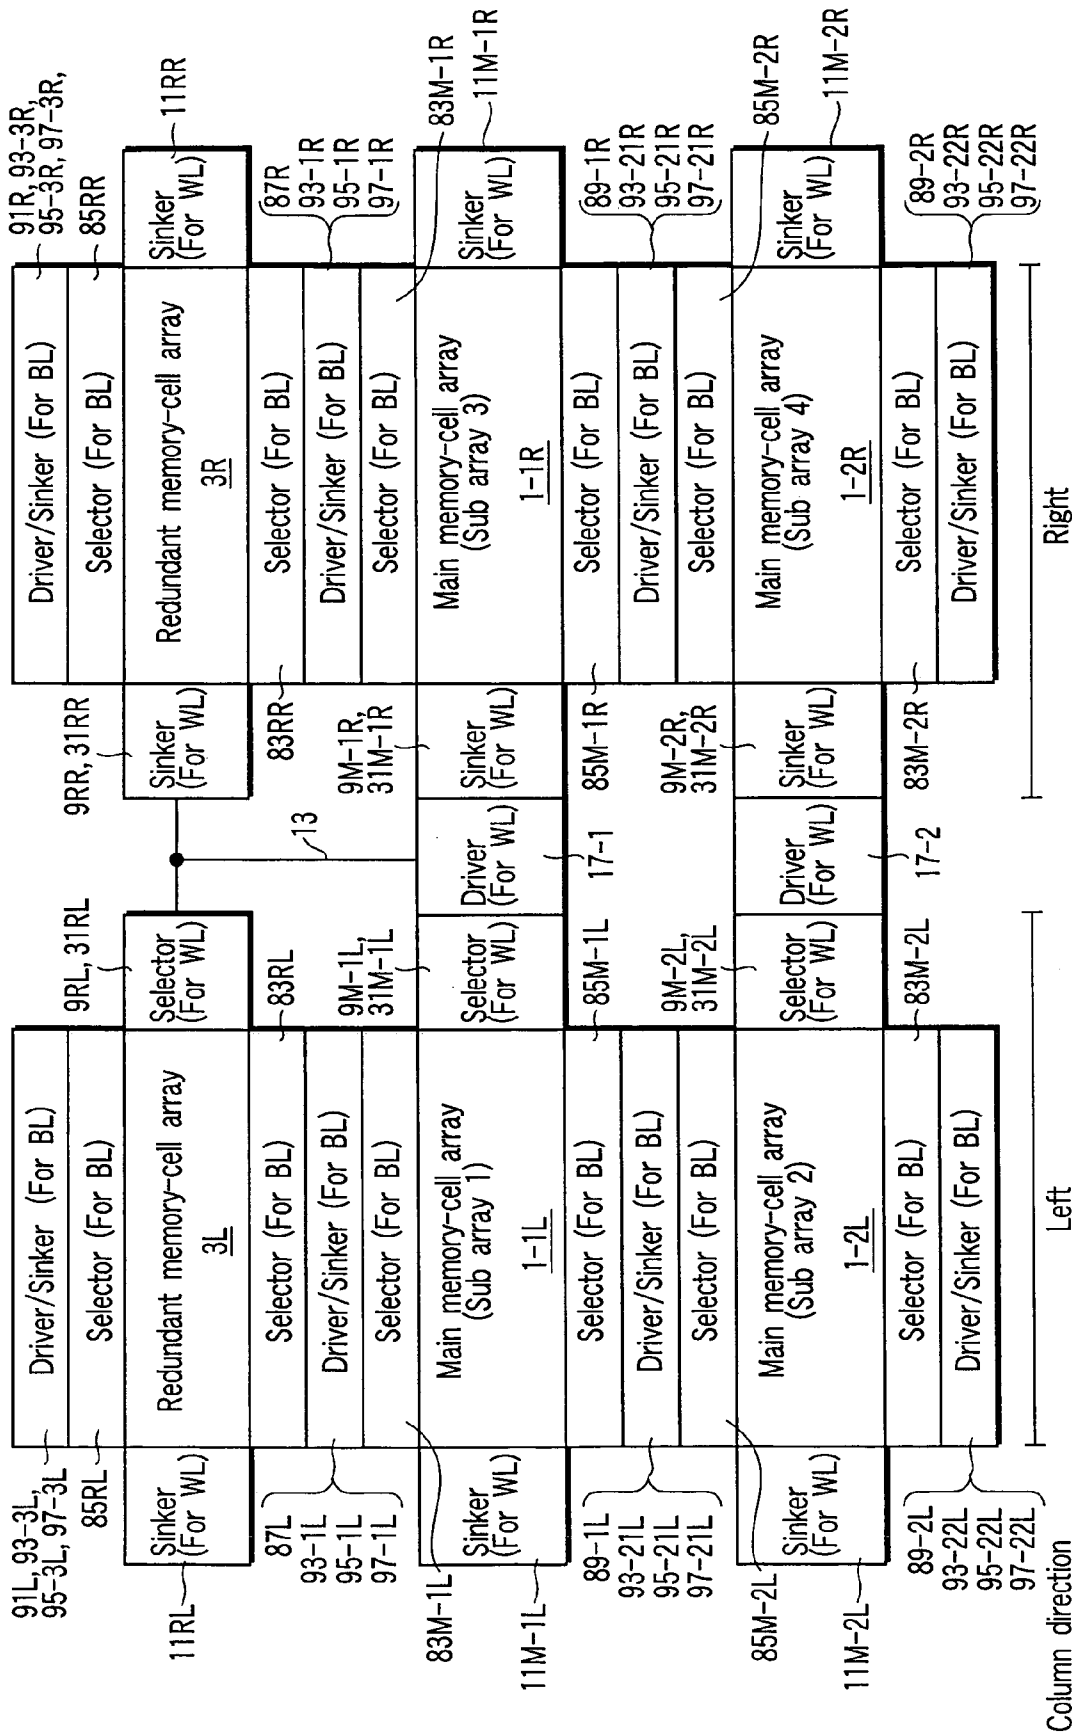 91L, 93-3L,
95-3L, 97-3L
Driver/Sinker (For BL)
85RL
Selector (For BL)
11RL
Sinker
(For WL)
Redundant memory-cell array
3L
Selector
(For WL)
9RL, 31RL
13
9RR, 31RR
Sinker
(For WL)
Redundant memory-cell array
3R
Sinker
(For WL)
11RR
Driver/Sinker (For BL)
91R, 93-3R,
95-3R, 97-3R,
Selector (For BL)
85RR
87L
93-1L
95-1L
97-1L
Selector (For BL)
83RL
Driver/Sinker (For BL)
Selector (For BL)
83M-1L
83RR
Selector (For BL)
Driver/Sinker (For BL)
Selector (For BL)
87R
93-1R
95-1R
97-1R
83M-1R
11M-1L
Sinker
(For WL)
Main memory-cell array
(Sub array 1)
1-1L
Selector
(For WL)
9M-1L,
31M-1L
Driver
(For WL)
17-1
9M-1R,
31M-1R
Sinker
(For WL)
Main memory-cell array
(Sub array 3)
1-1R
Sinker
(For WL)
11M-1R
89-1L
93-21L
95-21L
97-21L
Selector (For BL)
85M-1L
Driver/Sinker (For BL)
Selector (For BL)
85M-2L
85M-1R
Selector (For BL)
Driver/Sinker (For BL)
Selector (For BL)
89-1R
93-21R
95-21R
97-21R
85M-2R
11M-2L
Sinker
(For WL)
Main memory-cell array
(Sub array 2)
1-2L
Selector
(For WL)
9M-2L,
31M-2L
Driver
(For WL)
17-2
9M-2R,
31M-2R
Sinker
(For WL)
Main memory-cell array
(Sub array 4)
1-2R
Sinker
(For WL)
11M-2R
89-2L
93-22L
95-22L
97-22L
Selector (For BL)
83M-2L
Driver/Sinker (For BL)
83M-2R
Selector (For BL)
Driver/Sinker (For BL)
89-2R
93-22R
95-22R
97-22R
Column direction
Left
Right